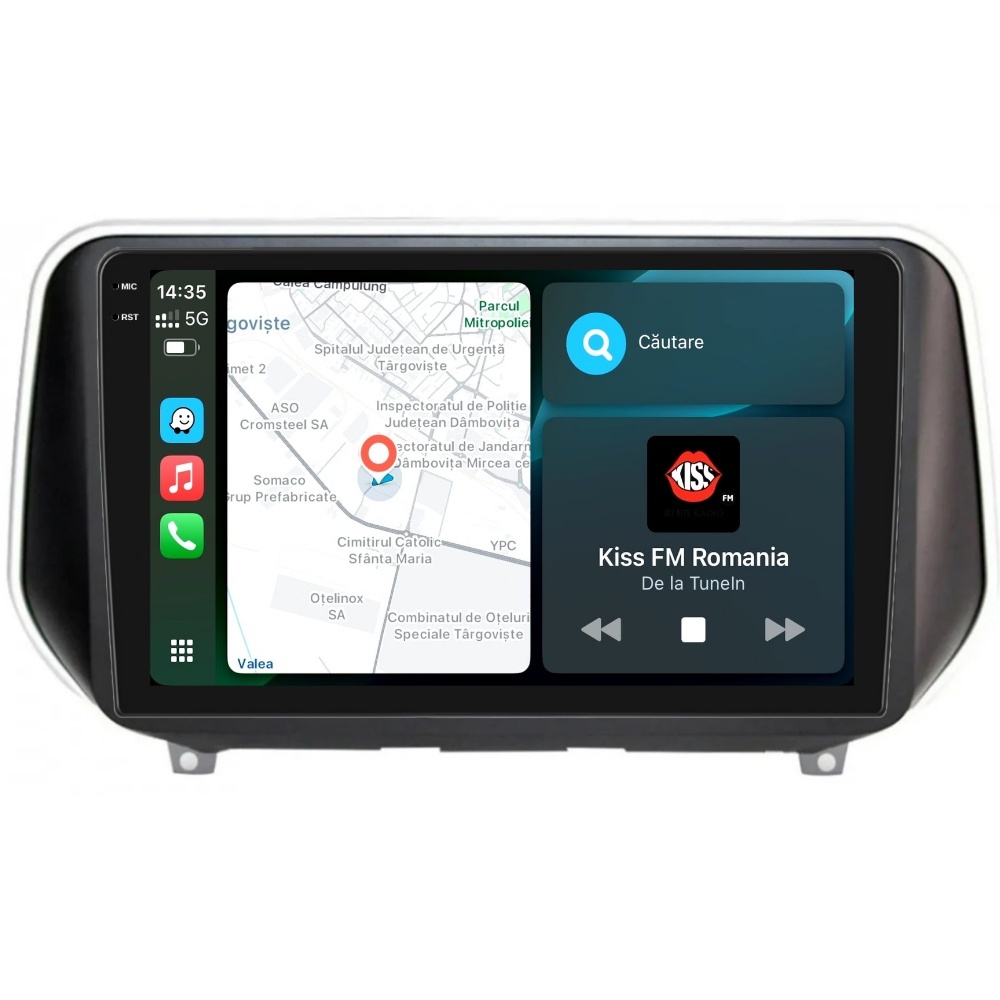 MIC
RST
14:35
5G
Calea Câmpulung
Parcul
Mitropoliei
goviște
Spitalul Județean de Urgență
Târgoviște
imet 2
ASO
Cromsteel SA
Inspectoratul de Poliție
Județean Dâmbovița
ectoratul de Jandarm
Dâmbovița Mircea ce
Somaco
Grup Prefabricate
Cimitirul Catolic
Sfânta Maria
YPC
Oțelinox
SA
Combinatul de Oțeluri
Speciale Târgoviște
Valea
Căutare
KISS
FM
Kiss FM Romania
De la TuneIn